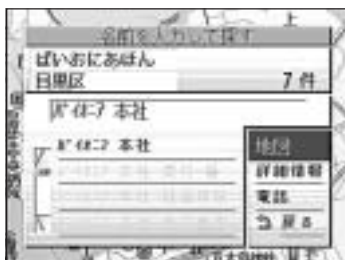 名前を入力して探す
ぱいおにあほん
目黒区 7 件
パイオニア 本社
パイオニア 本社
地図
詳細情報
電話
戻る